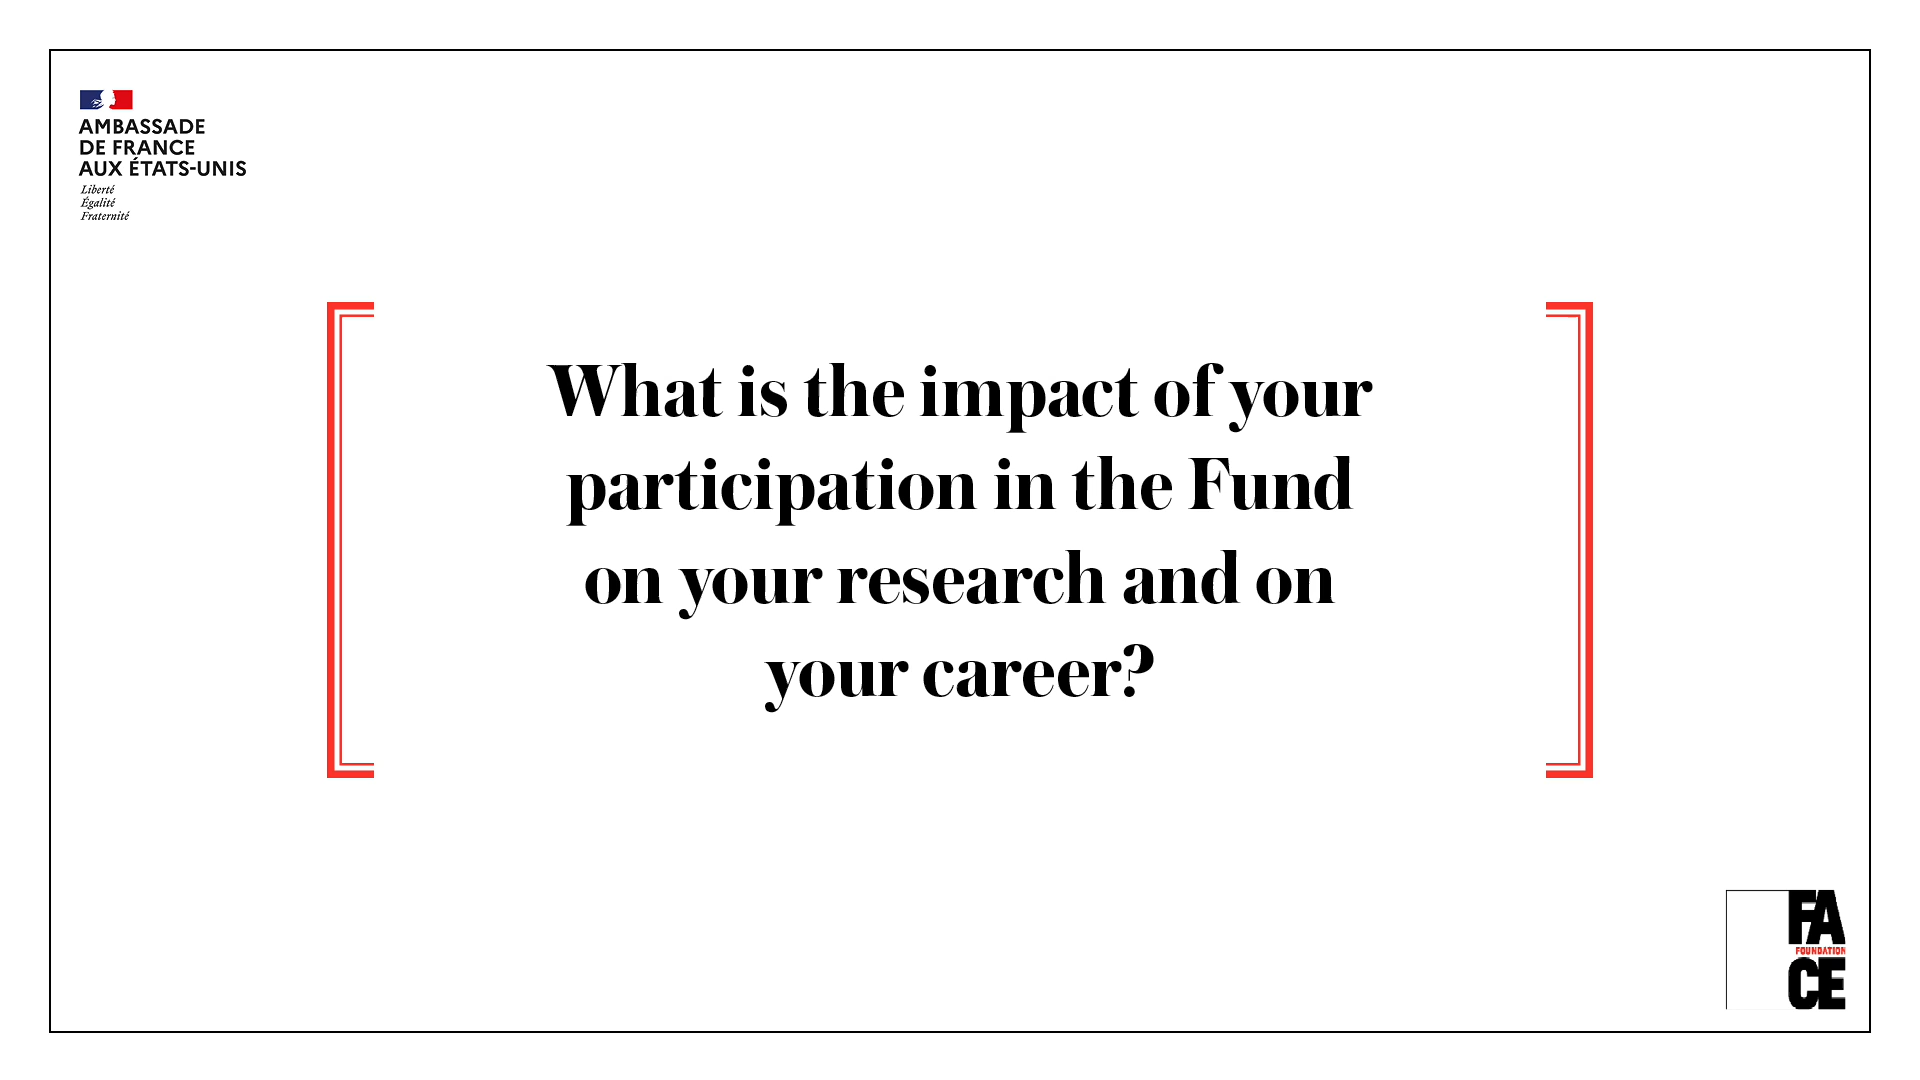 AMBASSADE
DE FRANCE
AUX ÉTATS-UNIS
Liberté
Égalité
Fraternité
What is the impact of your
participation in the Fund
on your research and on
your career?
FA
FOUNDATION
CE